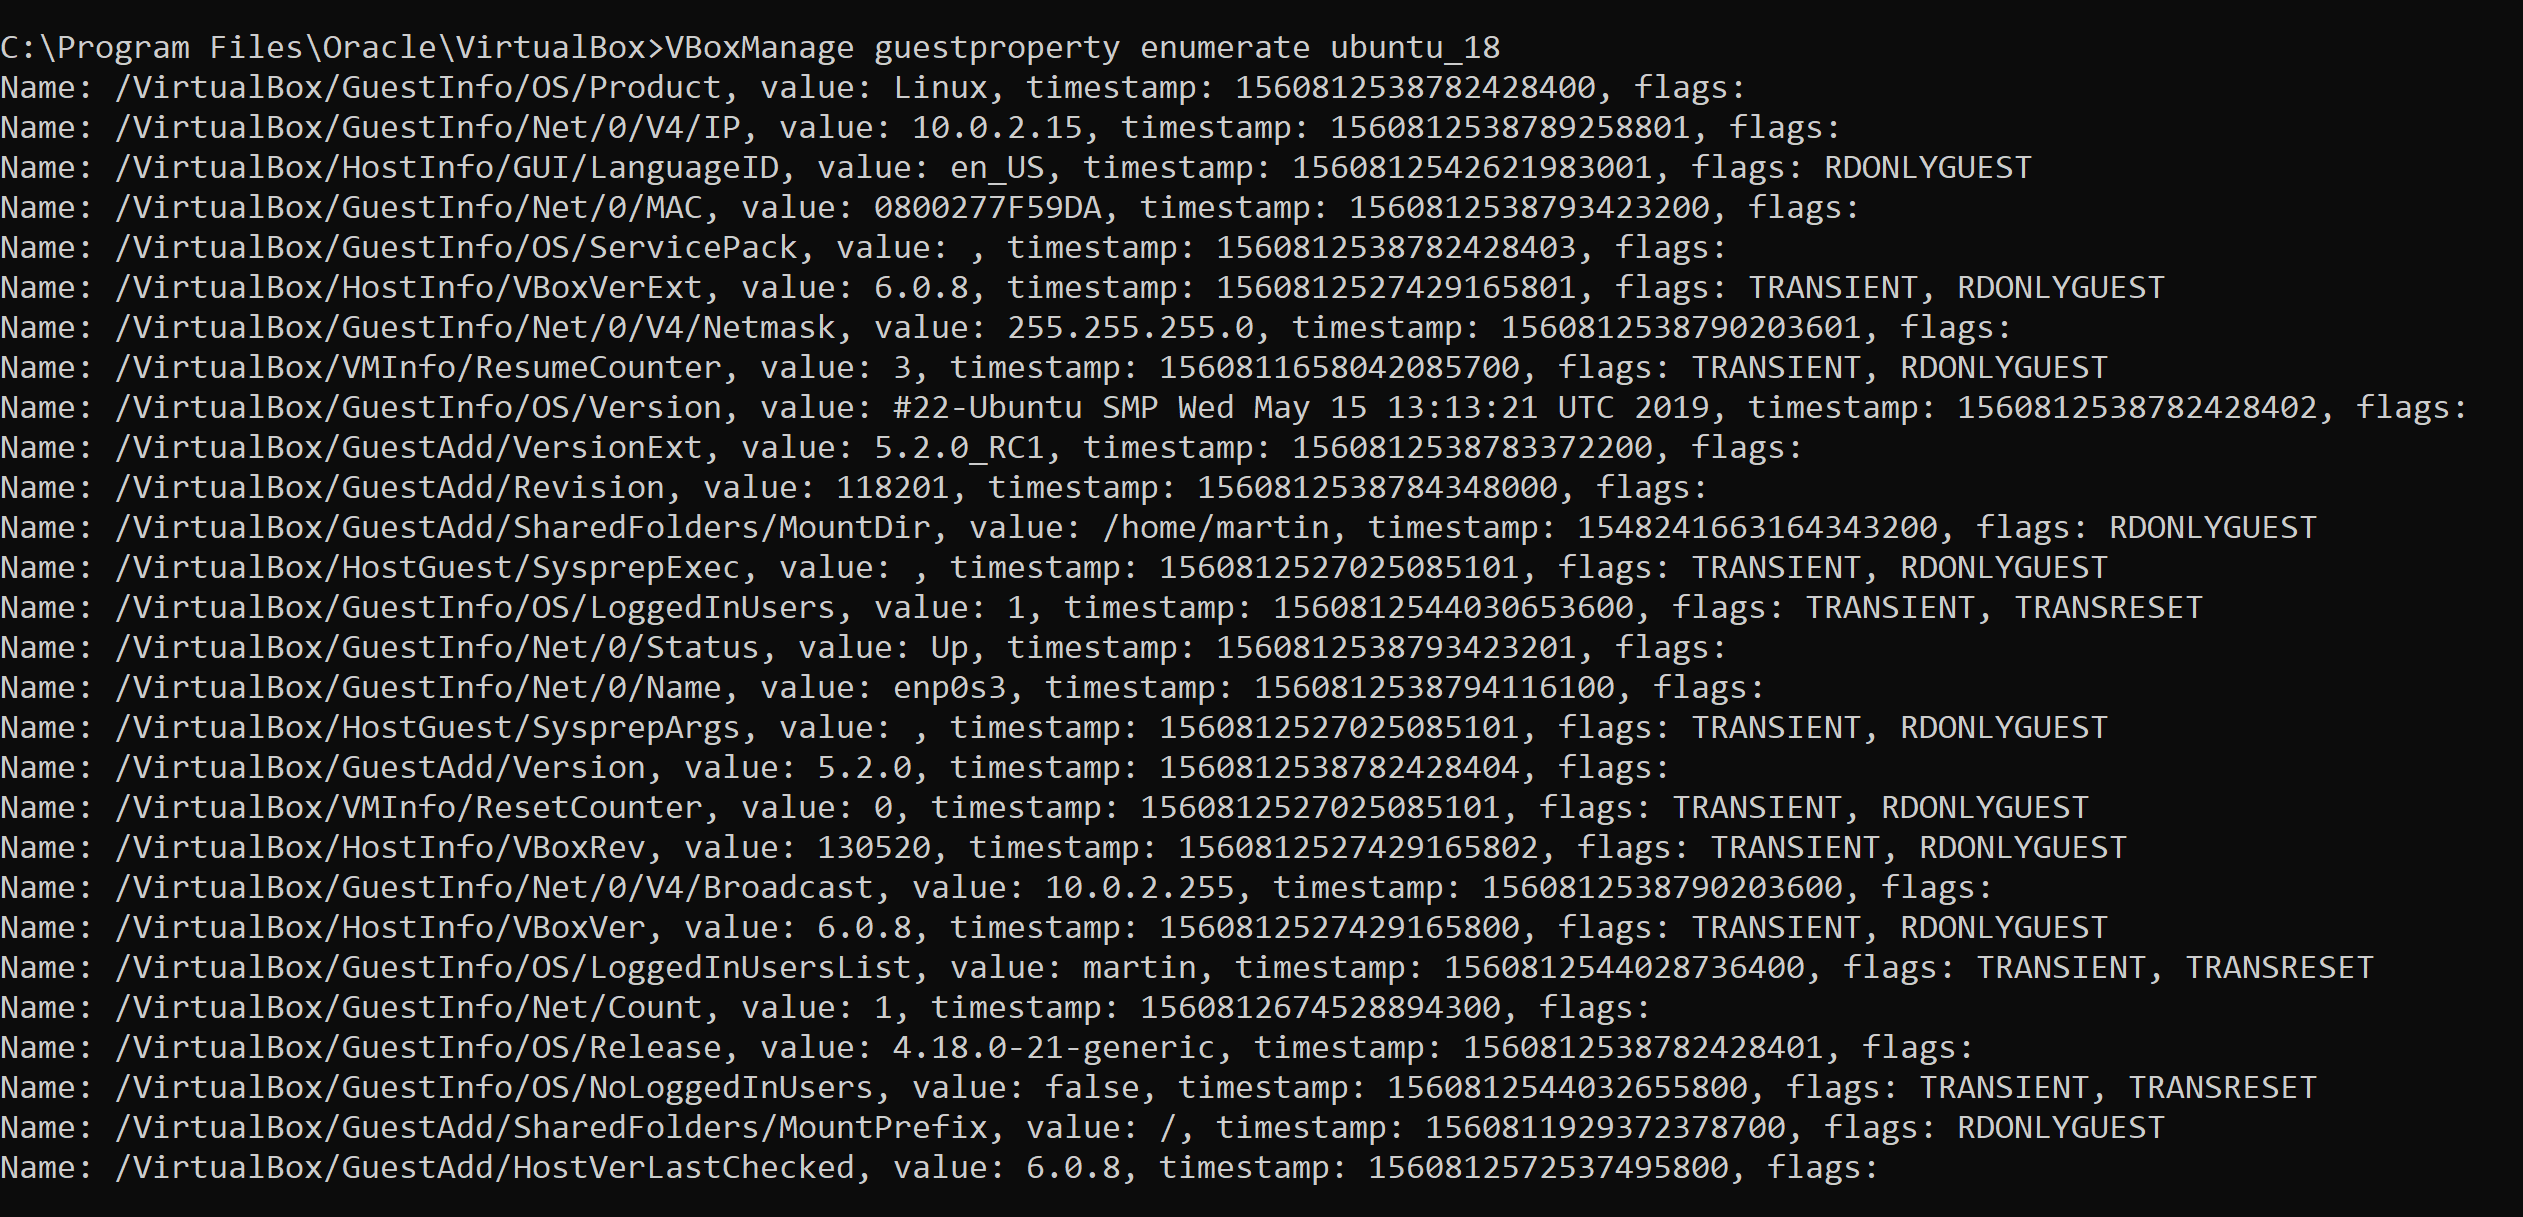 C:\Program Files\Oracle\VirtualBox>VBoxManage guestproperty enumerate ubuntu_18
Name: /VirtualBox/GuestInfo/OS/Product, value: Linux, timestamp: 1560812538782428400, flags:
Name: /VirtualBox/GuestInfo/Net/0/V4/IP, value: 10.0.2.15, timestamp: 1560812538789258801, flags:
Name: /VirtualBox/HostInfo/GUI/LanguageID, value: en_US, timestamp: 1560812542621983001, flags: RDONLYGUEST
Name: /VirtualBox/GuestInfo/Net/0/MAC, value: 0800277F59DA, timestamp: 1560812538793423200, flags:
Name: /VirtualBox/GuestInfo/OS/ServicePack, value: , timestamp: 1560812538782428403, flags:
Name: /VirtualBox/HostInfo/VBoxVerExt, value: 6.0.8, timestamp: 1560812527429165801, flags: TRANSIENT, RDONLYGUEST
Name: /VirtualBox/GuestInfo/Net/0/V4/Netmask, value: 255.255.255.0, timestamp: 1560812538790203601, flags:
Name: /VirtualBox/VMInfo/ResumeCounter, value: 3, timestamp: 1560811658042085700, flags: TRANSIENT, RDONLYGUEST
Name: /VirtualBox/GuestInfo/OS/Version, value: #22-Ubuntu SMP Wed May 15 13:13:21 UTC 2019, timestamp: 1560812538782428402, flags:
Name: /VirtualBox/GuestAdd/VersionExt, value: 5.2.0_RC1, timestamp: 1560812538783372200, flags:
Name: /VirtualBox/GuestAdd/Revision, value: 118201, timestamp: 1560812538784348000, flags:
Name: /VirtualBox/GuestAdd/SharedFolders/MountDir, value: /home/martin, timestamp: 1548241663164343200, flags: RDONLYGUEST
Name: /VirtualBox/HostGuest/SysprepExec, value: , timestamp: 1560812527025085101, flags: TRANSIENT, RDONLYGUEST
Name: /VirtualBox/GuestInfo/OS/LoggedInUsers, value: 1, timestamp: 1560812544030653600, flags: TRANSIENT, TRANSRESET
Name: /VirtualBox/GuestInfo/Net/0/Status, value: Up, timestamp: 1560812538793423201, flags:
Name: /VirtualBox/GuestInfo/Net/0/Name, value: enp0s3, timestamp: 1560812538794116100, flags:
Name: /VirtualBox/HostGuest/SysprepArgs, value: , timestamp: 1560812527025085101, flags: TRANSIENT, RDONLYGUEST
Name: /VirtualBox/GuestAdd/Version, value: 5.2.0, timestamp: 1560812538782428404, flags:
Name: /VirtualBox/VMInfo/ResetCounter, value: 0, timestamp: 1560812527025085101, flags: TRANSIENT, RDONLYGUEST
Name: /VirtualBox/HostInfo/VBoxRev, value: 130520, timestamp: 1560812527429165802, flags: TRANSIENT, RDONLYGUEST
Name: /VirtualBox/GuestInfo/Net/0/V4/Broadcast, value: 10.0.2.255, timestamp: 1560812538790203600, flags:
Name: /VirtualBox/HostInfo/VBoxVer, value: 6.0.8, timestamp: 1560812527429165800, flags: TRANSIENT, RDONLYGUEST
Name: /VirtualBox/GuestInfo/OS/LoggedInUsersList, value: martin, timestamp: 1560812544028736400, flags: TRANSIENT, TRANSRESET
Name: /VirtualBox/GuestInfo/Net/Count, value: 1, timestamp: 1560812674528894300, flags:
Name: /VirtualBox/GuestInfo/OS/Release, value: 4.18.0-21-generic, timestamp: 1560812538782428401, flags:
Name: /VirtualBox/GuestInfo/OS/NoLoggedInUsers, value: false, timestamp: 1560812544032655800, flags: TRANSIENT, TRANSRESET
Name: /VirtualBox/GuestAdd/SharedFolders/MountPrefix, value: /, timestamp: 1560811929372378700, flags: RDONLYGUEST
Name: /VirtualBox/GuestAdd/HostVerLastChecked, value: 6.0.8, timestamp: 1560812572537495800, flags: